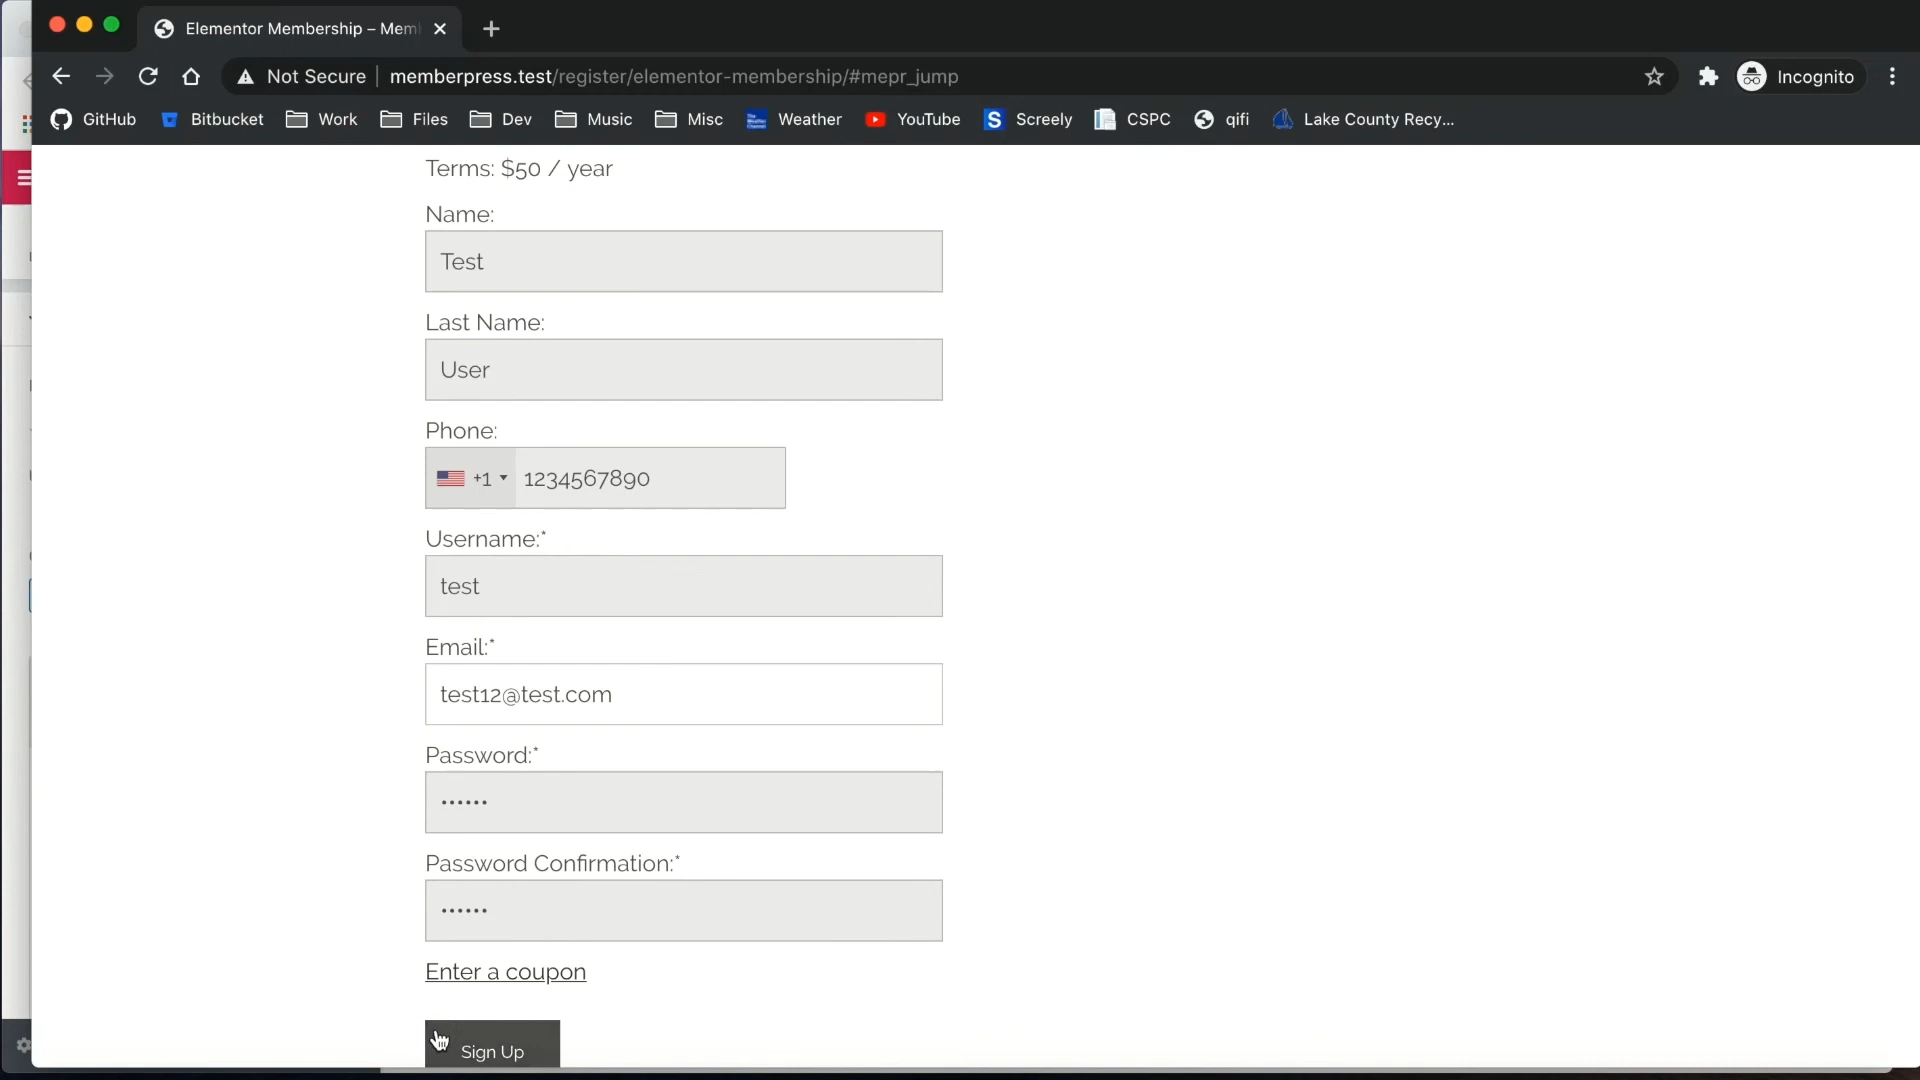 Elementor Membership – Mem
Not Secure memberpress.test/register/elementor-membership/#mepr_jump Incognito
GitHub Bitbucket Work Files Dev Music Misc Weather YouTube S Screely CSPC qifi Lake County Recy...
Terms: $50 / year
Name:
Test
Last Name:
User
Phone:
+1 1234567890
Username:*
test
Email:*
test12@test.com
Password:*
••••••
Password Confirmation:*
••••••
Enter a coupon
Sign Up